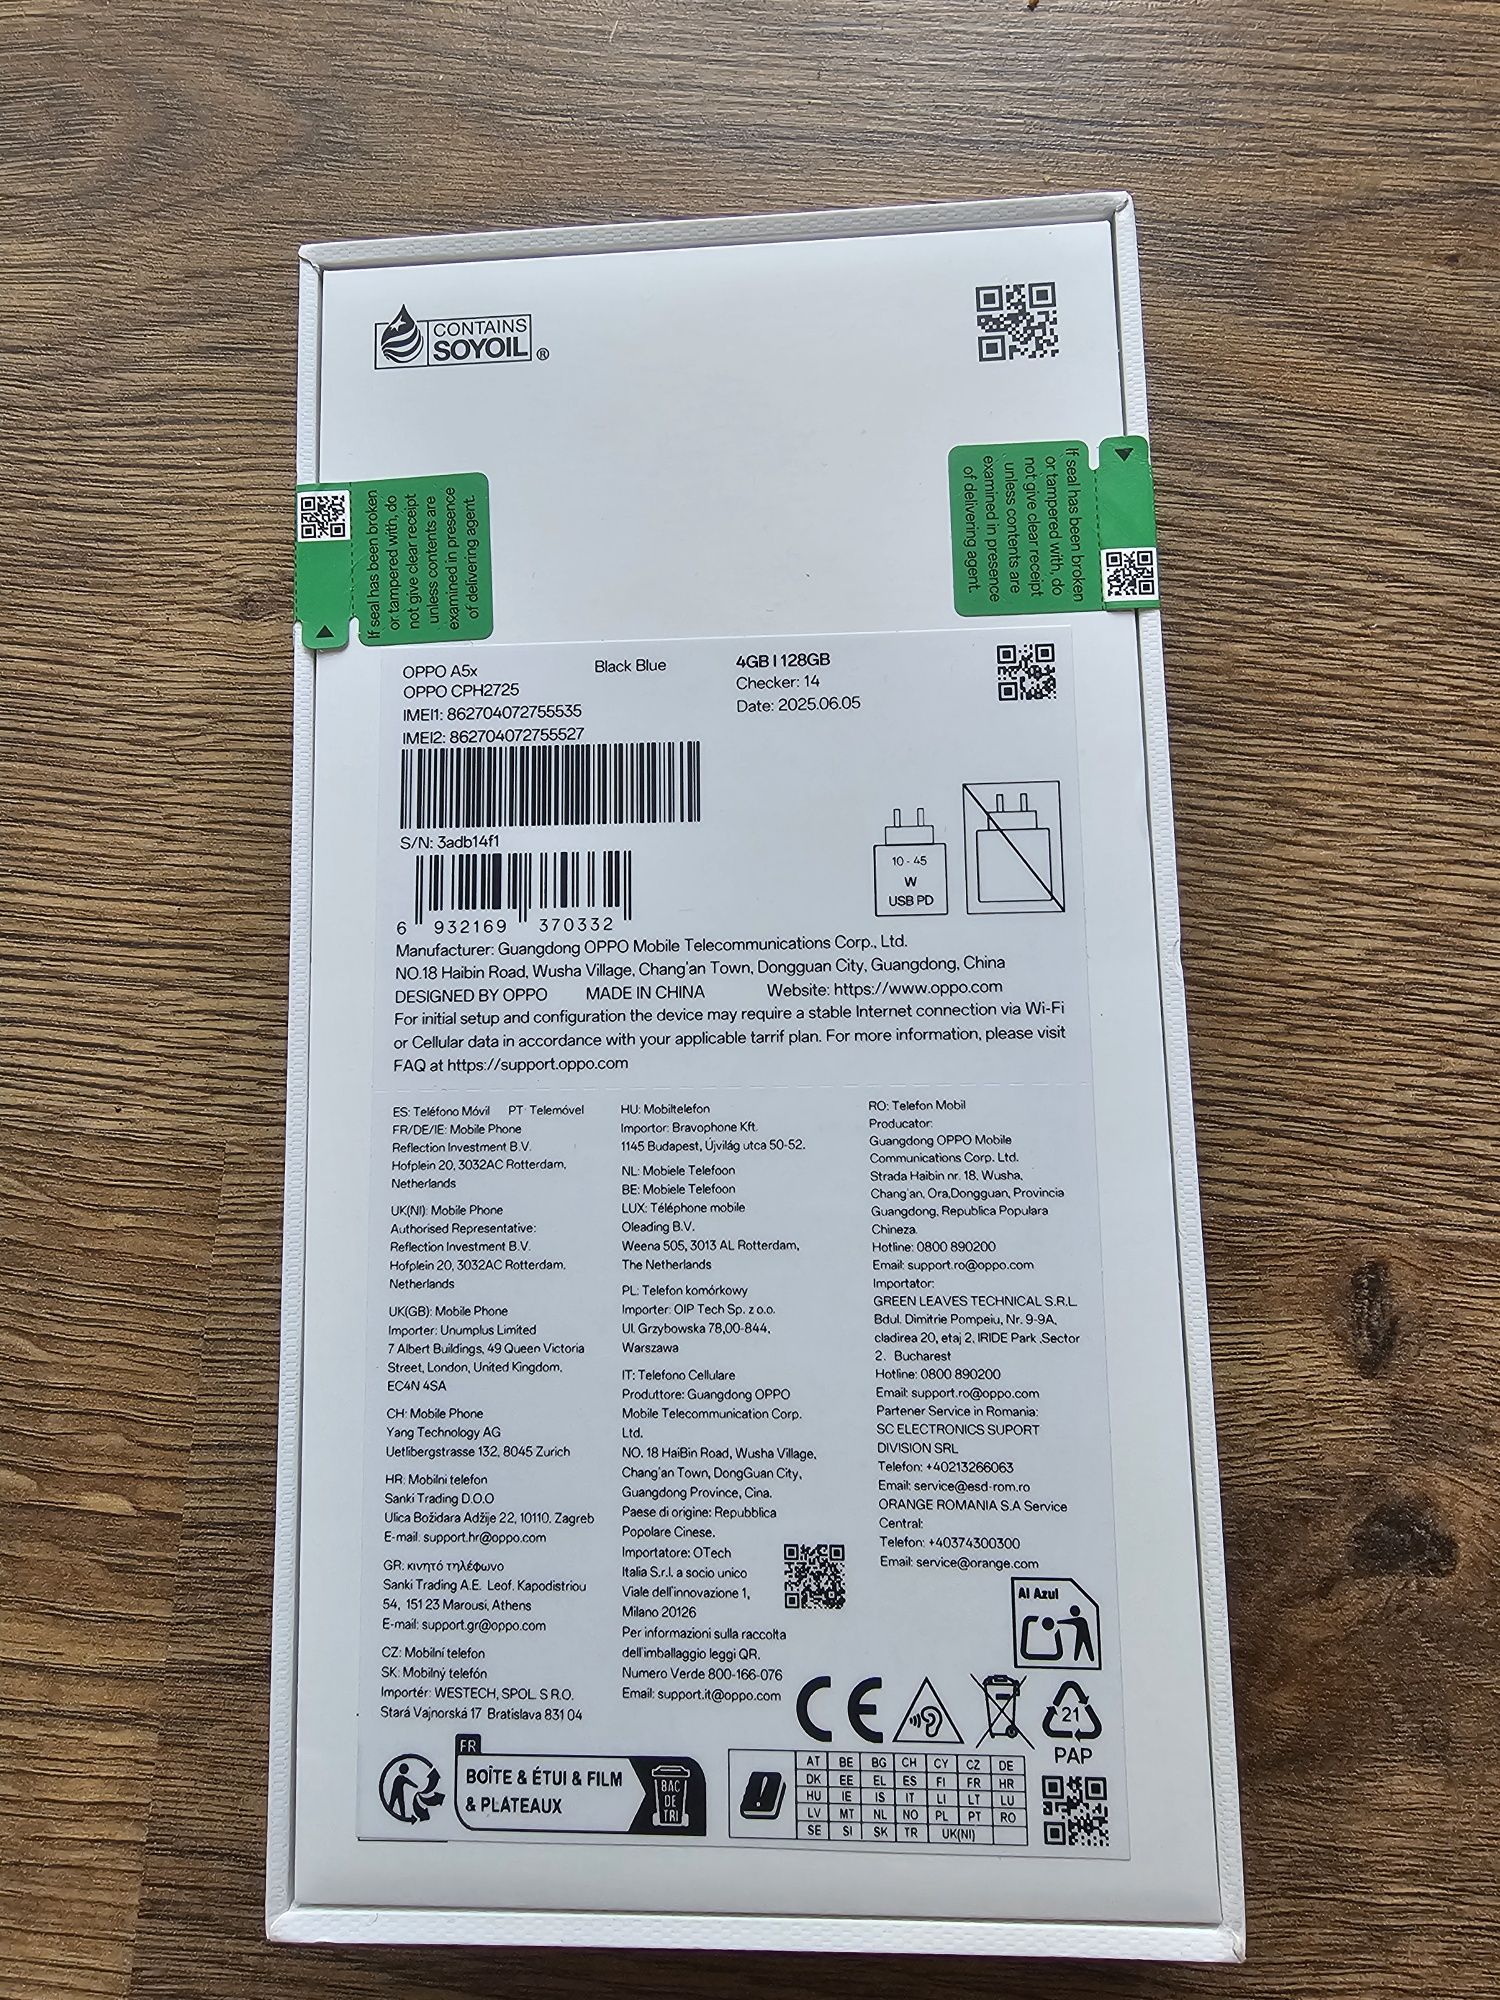 CONTAINS
SOYOIL ®
If seal has been broken
or tampered with, do
not give clear receipt
unless contents are
examined in presence
of delivering agent.
If seal has been broken
or tampered with, do
not give clear receipt
unless contents are
examined in presence
of delivering agent.
OPPO A5x
Black Blue
4GB | 128GB
OPPO CPH2725
Checker: 14
IMEI1: 862704072755535
Date: 2025.06.05
IMEI2: 862704072755527
S/N: 3adb14f1
6 932169 370332
10 - 45
W
USB PD
Manufacturer: Guangdong OPPO Mobile Telecommunications Corp., Ltd.
NO.18 Haibin Road, Wusha Village, Chang'an Town, Dongguan City, Guangdong, China
DESIGNED BY OPPO MADE IN CHINA Website: https://www.oppo.com
For initial setup and configuration the device may require a stable Internet connection via Wi-Fi
or Cellular data in accordance with your applicable tarrif plan. For more information, please visit
FAQ at https://support.oppo.com
ES: Teléfono Móvil PT: Telemóvel
FR/DE/IE: Mobile Phone
Reflection Investment B.V.
Hofplein 20, 3032AC Rotterdam,
Netherlands
UK(NI): Mobile Phone
Authorised Representative:
Reflection Investment B.V.
Hofplein 20, 3032AC Rotterdam,
Netherlands
UK(GB): Mobile Phone
Importer: Unumplus Limited
7 Albert Buildings, 49 Queen Victoria
Street, London, United Kingdom,
EC4N 4SA
CH: Mobile Phone
Yang Technology AG
Uetlibergstrasse 132, 8045 Zurich
HR: Mobilni telefon
Sanki Trading D.O.O
Ulica Božidara Adžije 22, 10110, Zagreb
E-mail: support.hr@oppo.com
GR: κινητό τηλέφωνο
Sanki Trading A.E. Leof. Kapodistriou
54, 151 23 Marousi, Athens
E-mail: support.gr@oppo.com
CZ: Mobilní telefon
SK: Mobilný telefón
Importér: WESTECH, SPOL. S R.O.
Stará Vajnorská 17 Bratislava 831 04
HU: Mobiltelefon
Importor: Bravophone Kft.
1145 Budapest, Újvilág utca 50-52.
NL: Mobiele Telefoon
BE: Mobiele Telefoon
LUX: Téléphone mobile
Oleading B.V.
Weena 505, 3013 AL Rotterdam,
The Netherlands
PL: Telefon komórkowy
Importer: OIP Tech Sp. z o.o.
Ul. Grzybowska 78,00-844,
Warszawa
IT: Telefono Cellulare
Produttore: Guangdong OPPO
Mobile Telecommunication Corp.
Ltd.
NO. 18 HaiBin Road, Wusha Village,
Chang'an Town, DongGuan City,
Guangdong Province, Cina.
Paese di origine: Repubblica
Popolare Cinese.
Importatore: OTech
Italia S.r.l. a socio unico
Viale dell'innovazione 1,
Milano 20126
Per informazioni sulla raccolta
dell'imballaggio leggi QR.
Numero Verde 800-166-076
Email: support.it@oppo.com
RO: Telefon Mobil
Producator:
Guangdong OPPO Mobile
Communications Corp. Ltd.
Strada Haibin nr. 18, Wusha,
Chang'an, Ora,Dongguan, Provincia
Guangdong, Republica Populara
Chineza.
Hotline: 0800 890200
Email: support.ro@oppo.com
Importator:
GREEN LEAVES TECHNICAL S.R.L.
Bdul. Dimitrie Pompeiu, Nr. 9-9A,
cladirea 20, etaj 2, IRIDE Park ,Sector
2, Bucharest
Hotline: 0800 890200
Email: support.ro@oppo.com
Partener Service in Romania:
SC ELECTRONICS SUPORT
DIVISION SRL
Telefon: +40213266063
Email: service@esd-rom.ro
ORANGE ROMANIA S.A Service
Central:
Telefon: +40374300300
Email: service@orange.com
Al Azul
CE
21
PAP
FR
BOÎTE & ÉTUI & FILM
& PLATEAUX
BAC
DE
TRI
AT BE BG CH CY CZ DE
DK EE EL ES FI FR HR
HU IE IS IT LI LT LU
LV MT NL NO PL PT RO
SE SI SK TR UK(NI)